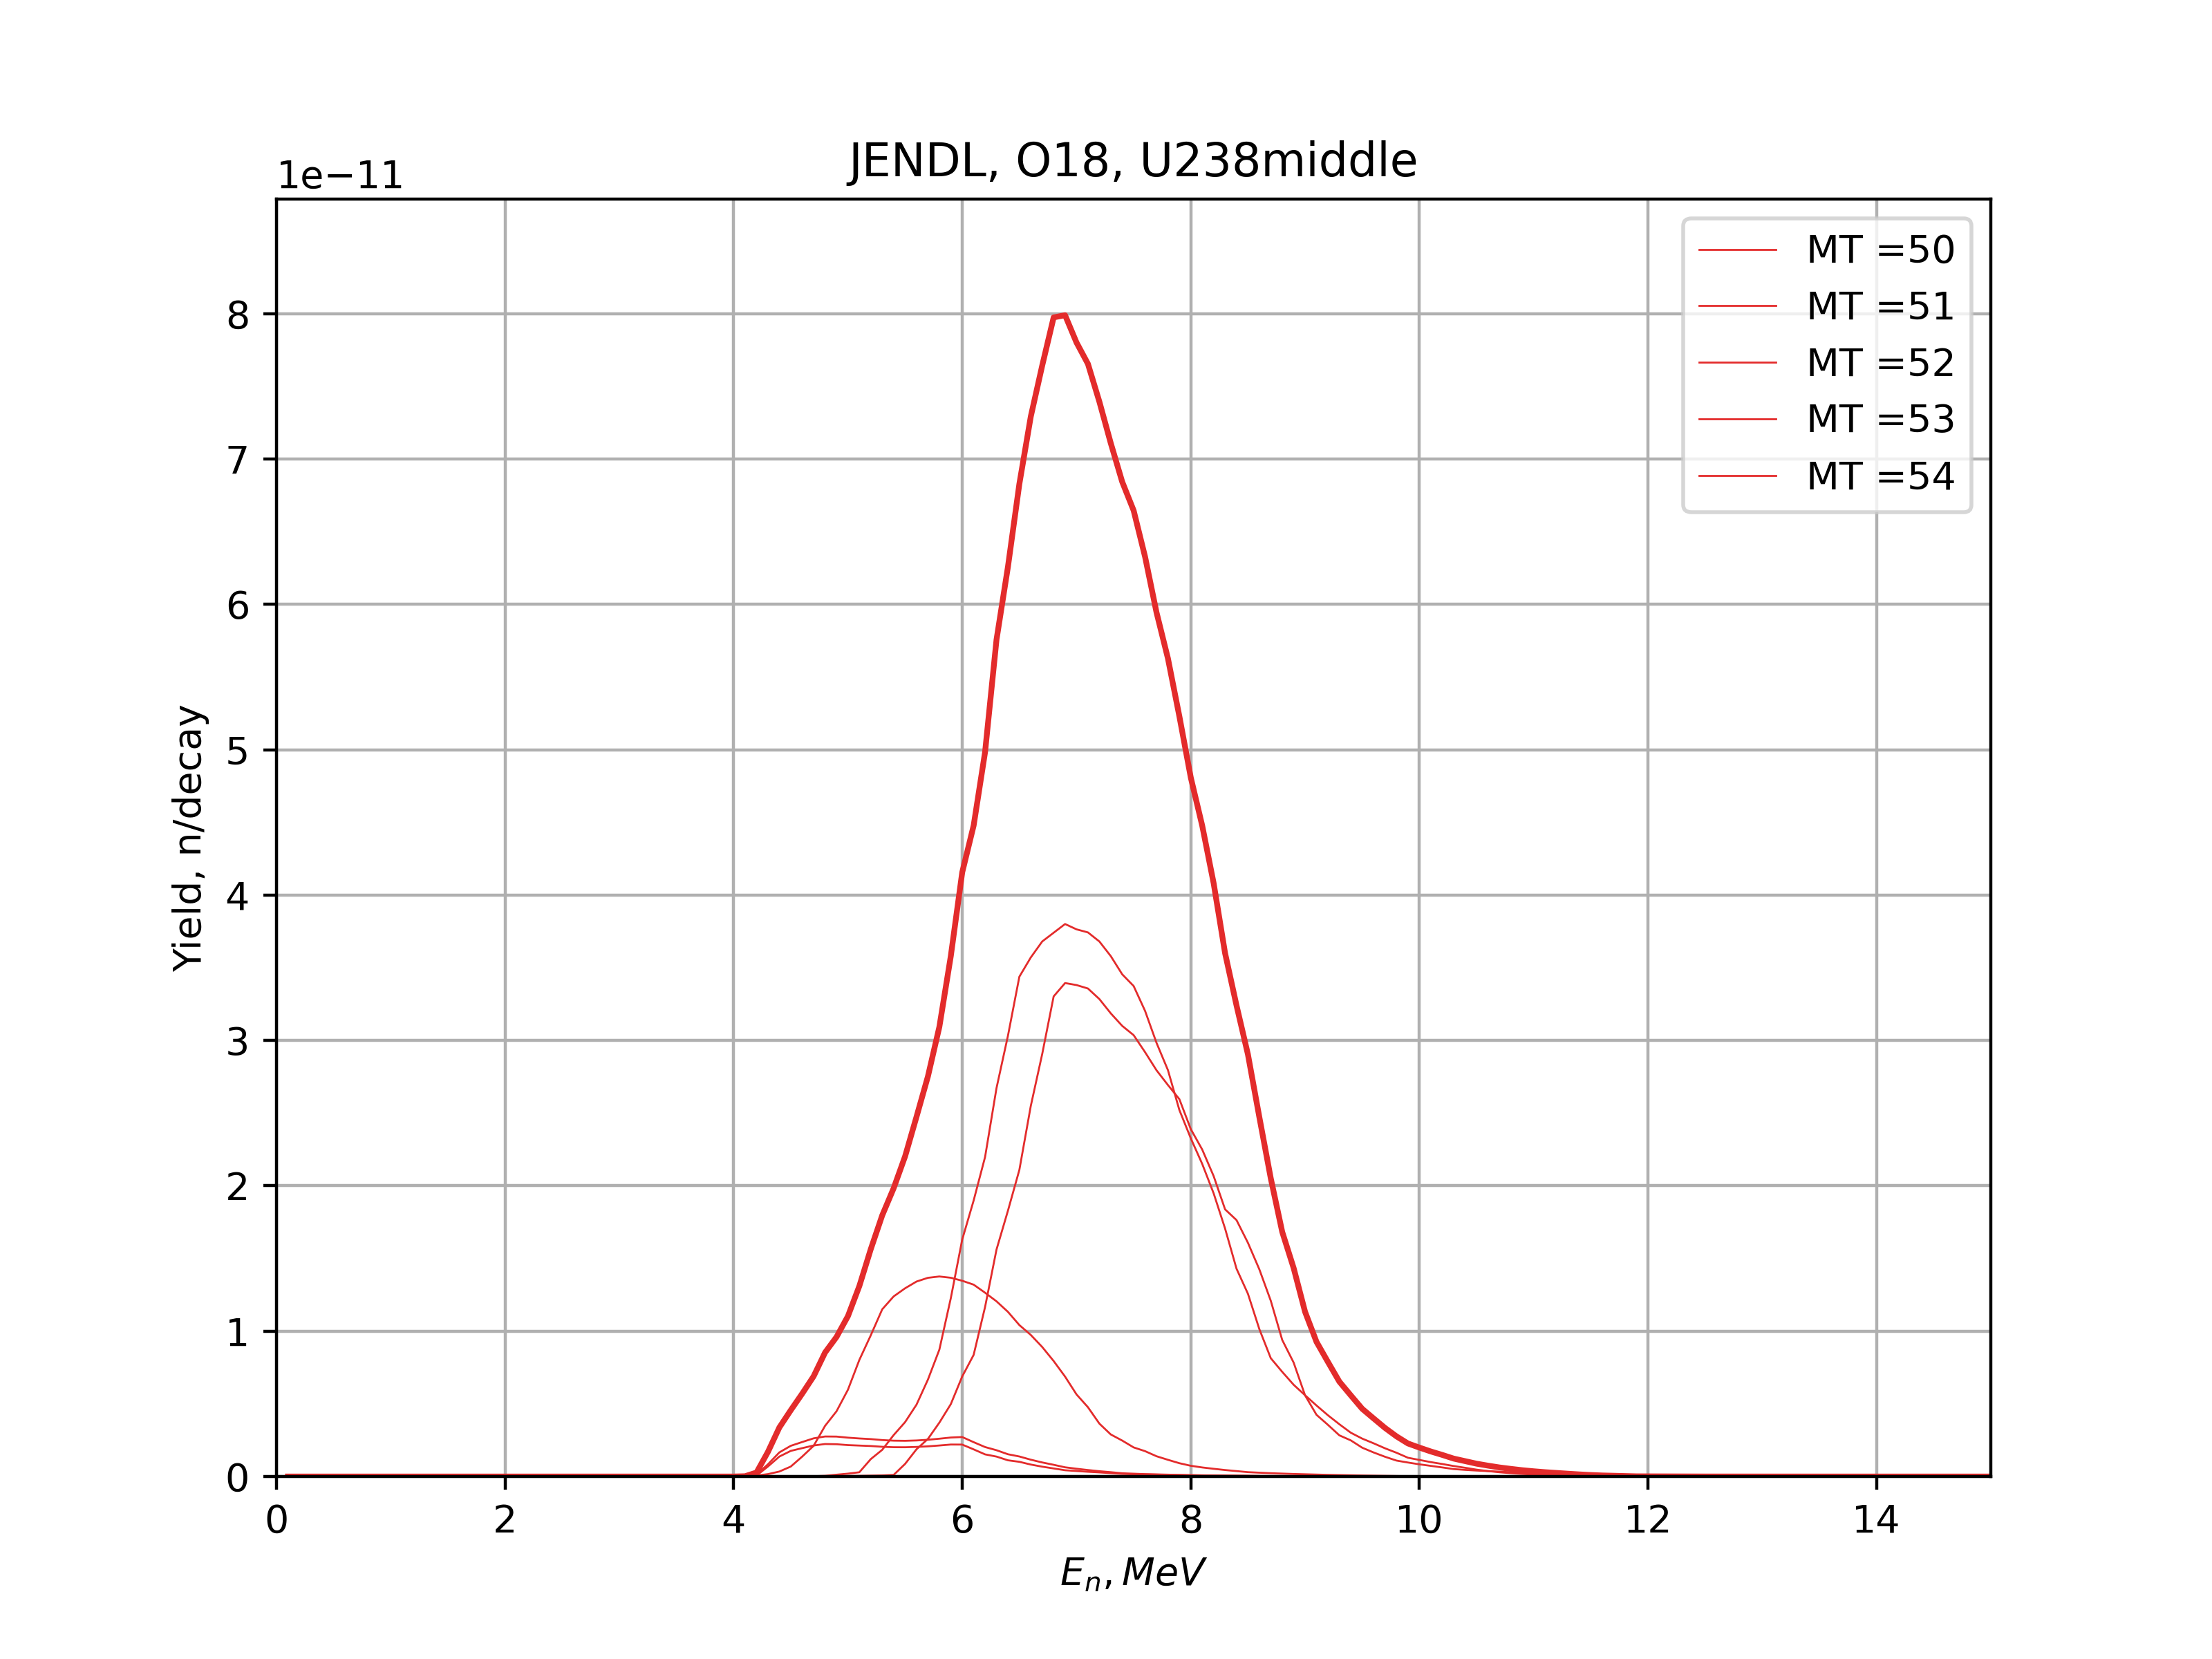 JENDL, O18, U238middle
1e−11
MT =50
MT =51
MT =52
MT =53
MT =54
8
7
6
5
4
3
2
1
0
Yield, n/decay
0 2 4 6 8 10 12 14
En, MeV